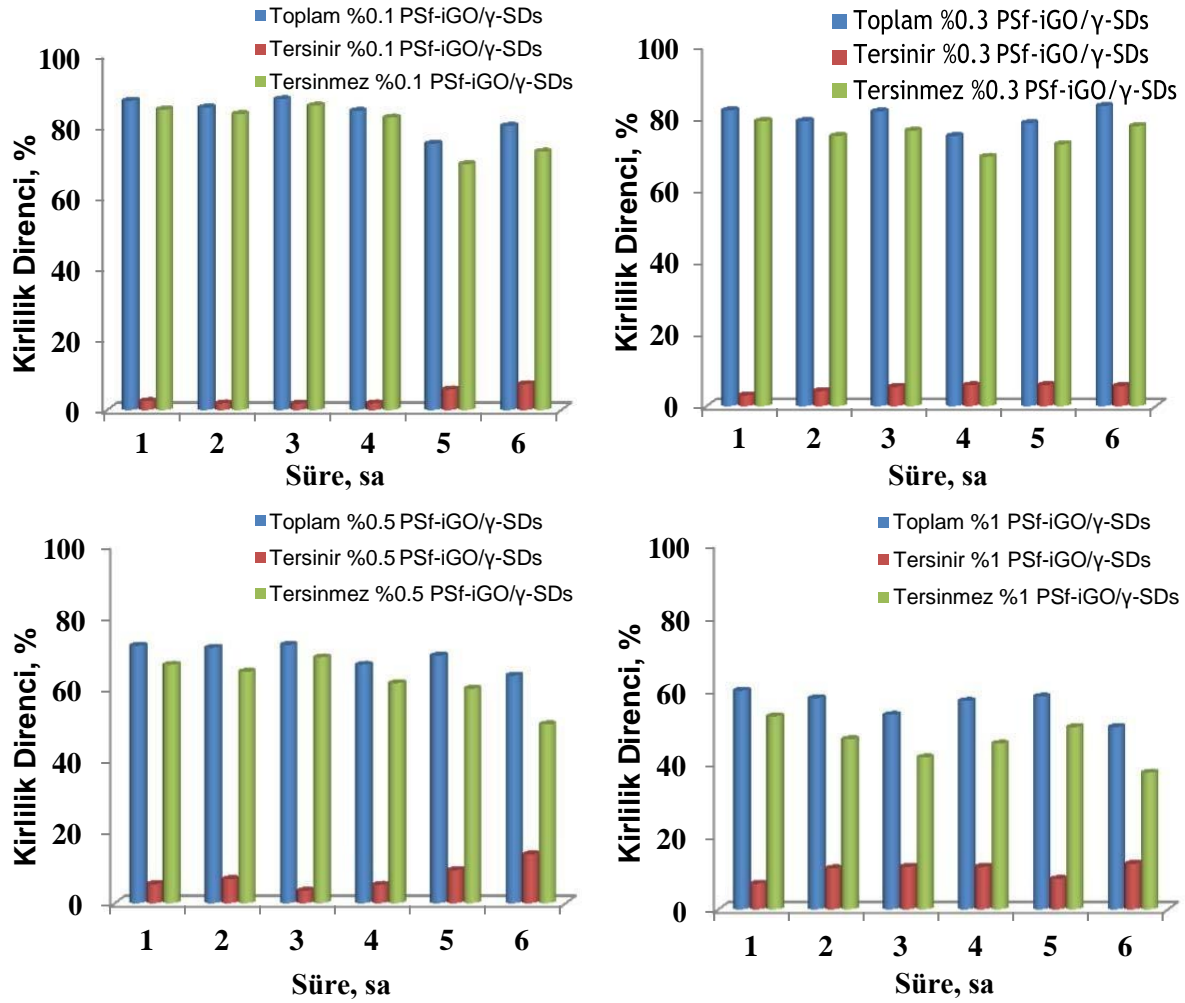 Toplam %0.1 PSf-iGO/γ-SDs
Tersinir %0.1 PSf-iGO/γ-SDs
Tersinmez %0.1 PSf-iGO/γ-SDs
Kirlilik Direnci, %
100
80
60
40
20
0
1 2 3 4 5 6
Süre, sa
Toplam %0.3 PSf-iGO/γ-SDs
Tersinir %0.3 PSf-iGO/γ-SDs
Tersinmez %0.3 PSf-iGO/γ-SDs
Kirlilik Direnci, %
100
80
60
40
20
0
1 2 3 4 5 6
Süre, sa
Toplam %0.5 PSf-iGO/γ-SDs
Tersinir %0.5 PSf-iGO/γ-SDs
Tersinmez %0.5 PSf-iGO/γ-SDs
Kirlilik Direnci, %
100
80
60
40
20
0
1 2 3 4 5 6
Süre, sa
Toplam %1 PSf-iGO/γ-SDs
Tersinir %1 PSf-iGO/γ-SDs
Tersinmez %1 PSf-iGO/γ-SDs
Kirlilik Direnci, %
100
80
60
40
20
0
1 2 3 4 5 6
Süre, sa